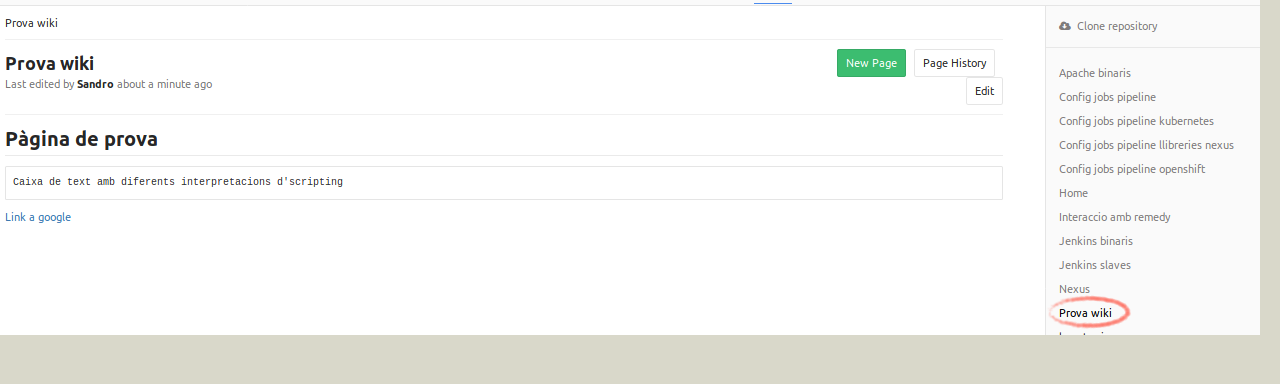 Prova wiki
Prova wiki
Last edited by Sandro about a minute ago
New Page
Page History
Edit
Pàgina de prova
Caixa de text amb diferents interpretacions d'scripting
Link a google
Clone repository
Apache binaris
Config jobs pipeline
Config jobs pipeline kubernetes
Config jobs pipeline llibreries nexus
Config jobs pipeline openshift
Home
Interaccio amb remedy
Jenkins binaris
Jenkins slaves
Nexus
Prova wiki